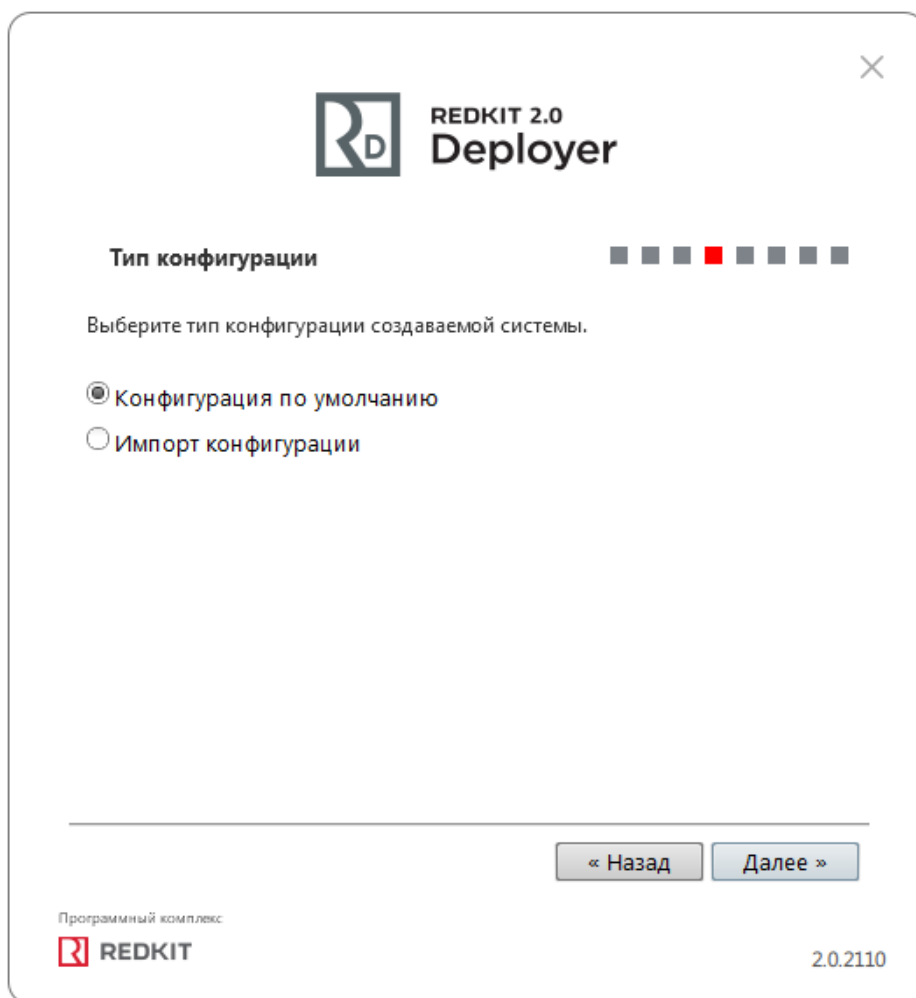 RD
REDKIT 2.0
Deployer
Тип конфигурации
Выберите тип конфигурации создаваемой системы.
Конфигурация по умолчанию
Импорт конфигурации
« Назад
Далее »
Программный комплекс
REDKIT
2.0.2110